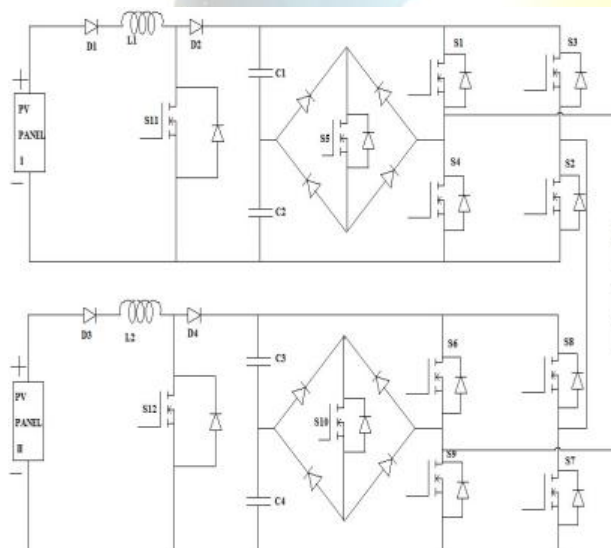 D1
L1
D2
S1
S3
+
PV
PANEL
I
−
S11
C1
S5
C2
S4
S2
D3
L2
D4
S6
S8
+
PV
PANEL
II
−
S12
C3
S10
C4
S9
S7